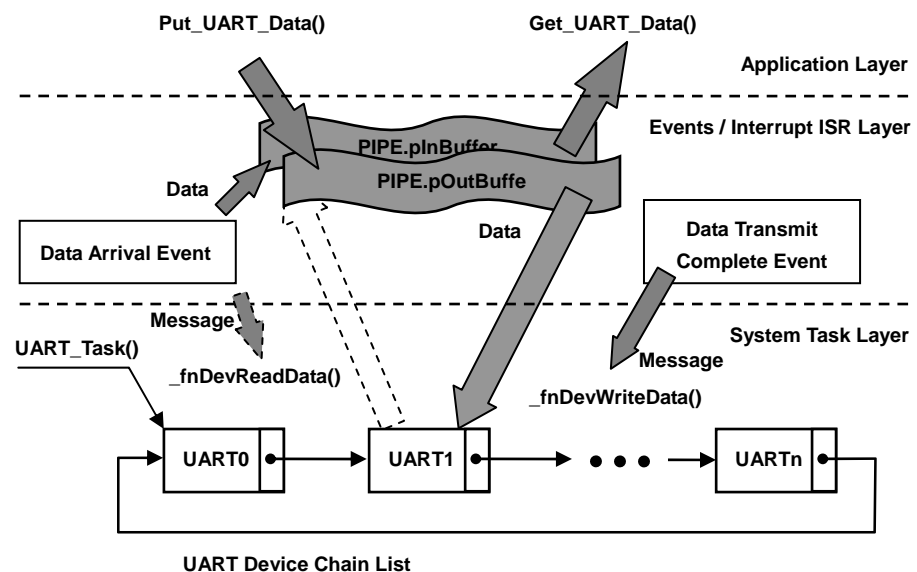 Put_UART_Data()
Get_UART_Data()
Application Layer
Events / Interrupt ISR Layer
PIPE.pInBuffer
PIPE.pOutBuffe
Data
Data
Data Arrival Event
Data Transmit
Complete Event
Message
System Task Layer
UART_Task()
Message
_fnDevReadData()
_fnDevWriteData()
UART0
UART1
UARTn
UART Device Chain List